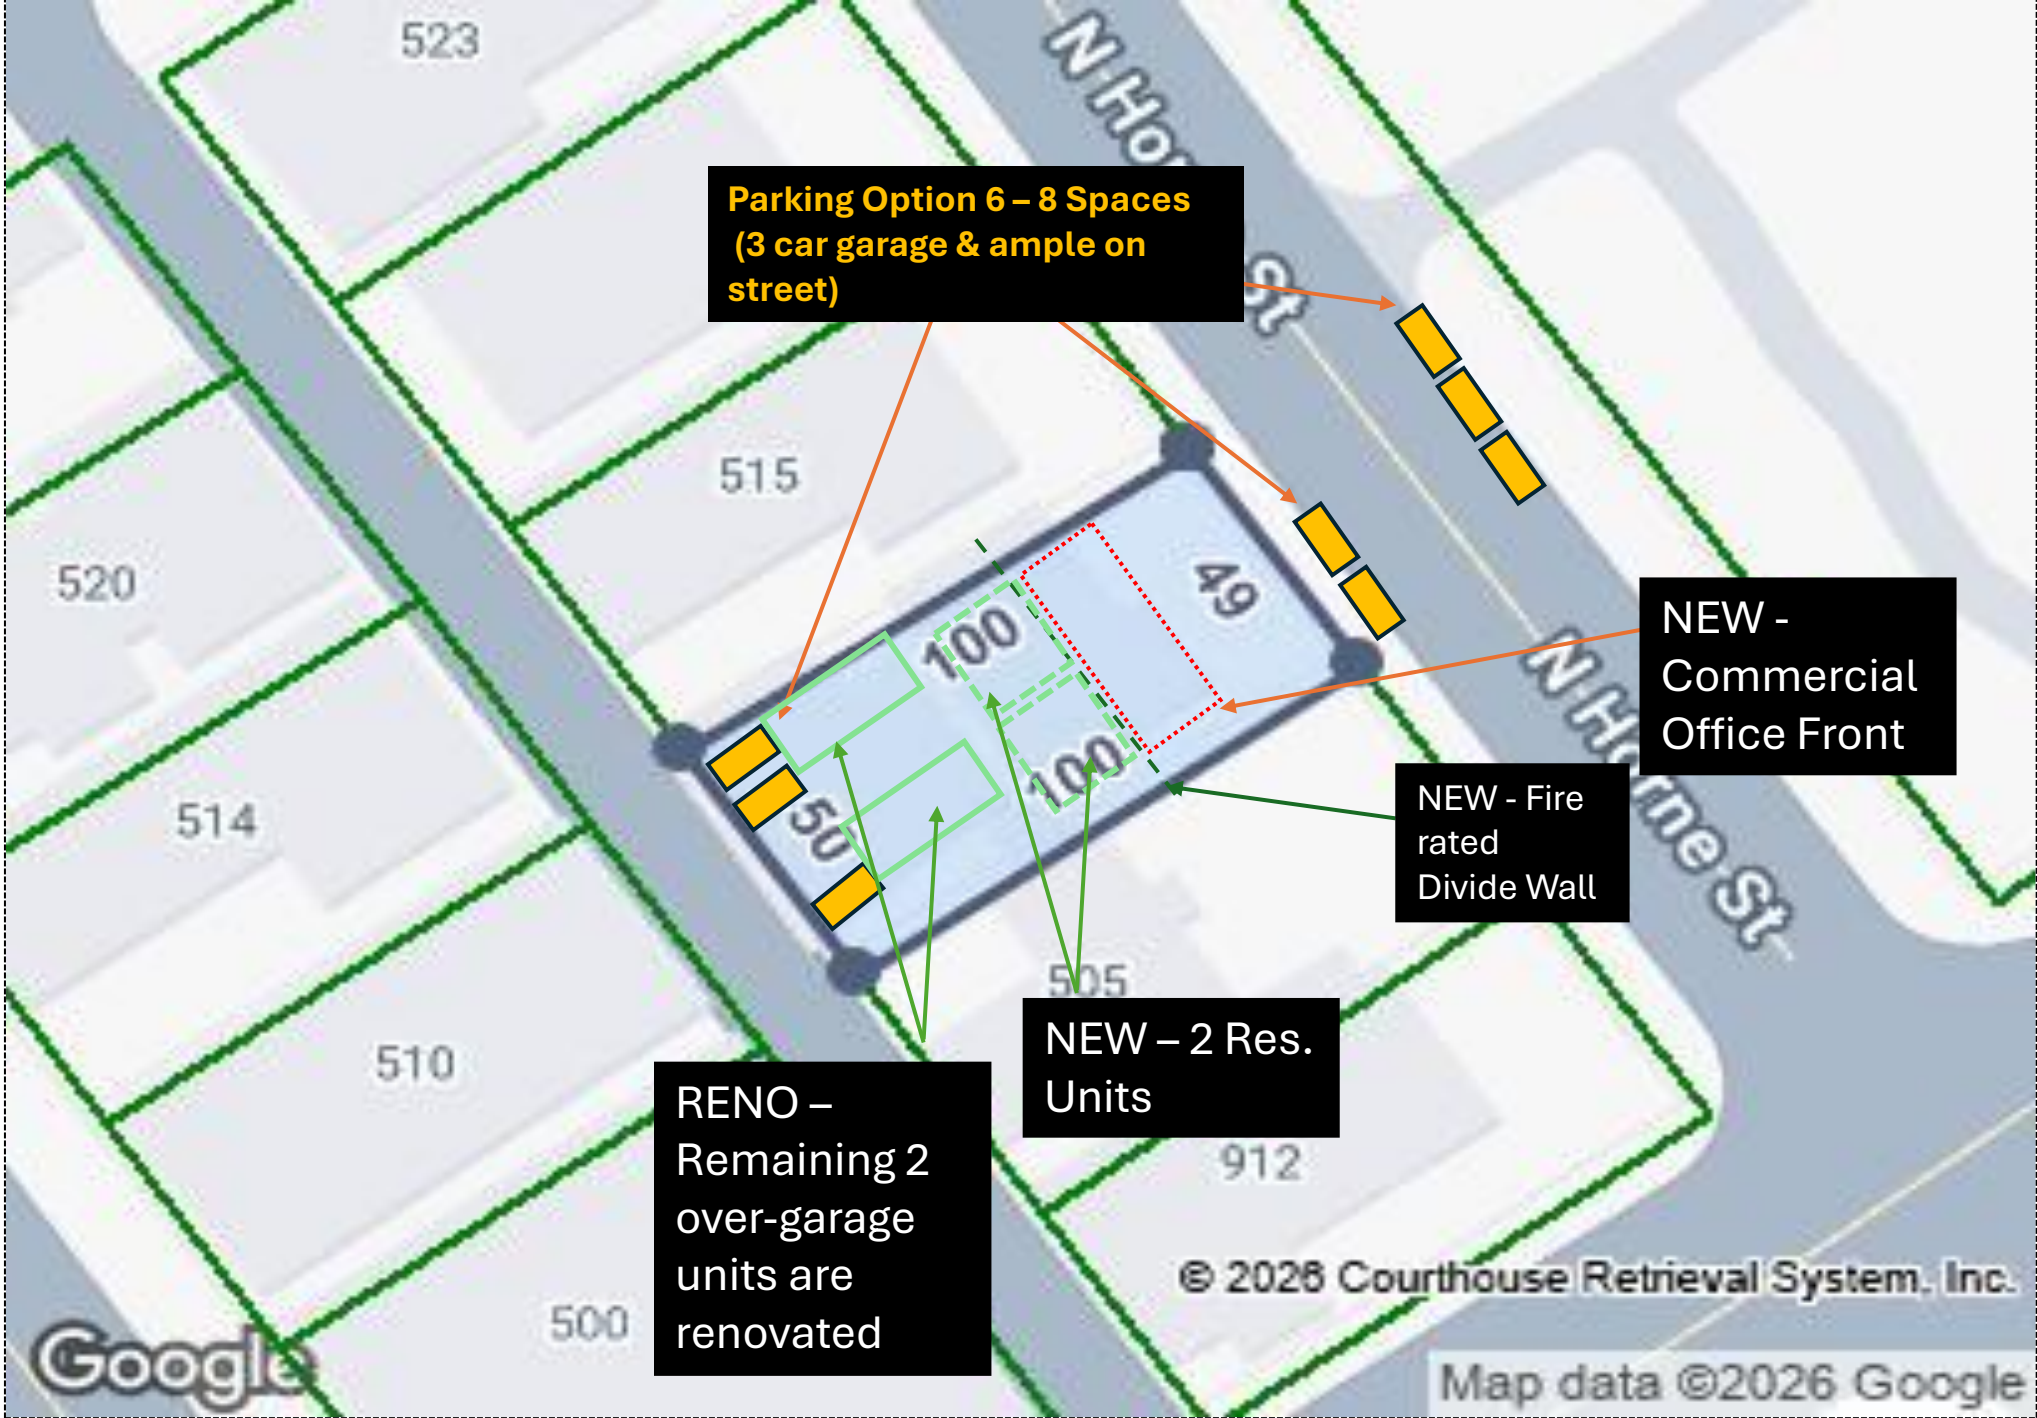 523
N Ho
Parking Option 6 – 8 Spaces
(3 car garage & ample on
street)
St
515
520
49
100
NEW -
Commercial
Office Front
N Horne St
100
50
514
NEW - Fire
rated
Divide Wall
505
NEW – 2 Res.
Units
510
RENO –
Remaining 2
over-garage
units are
renovated
912
© 2026 Courthouse Retrieval System, Inc.
500
Google
Map data ©2026 Google